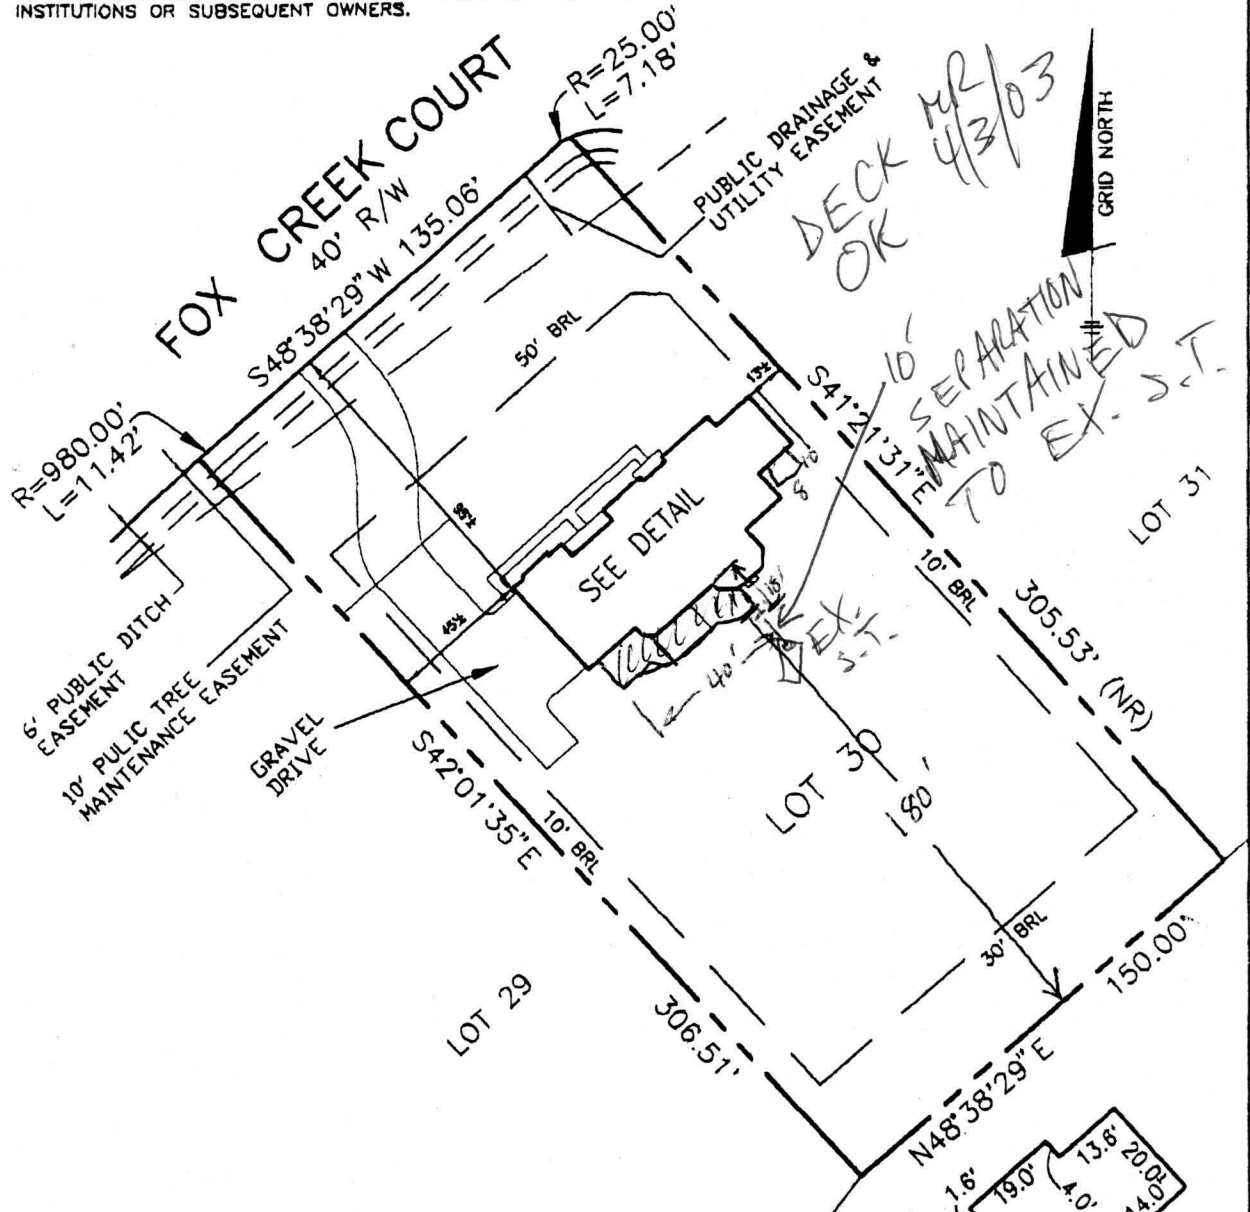 INSTITUTIONS OR SUBSEQUENT OWNERS.
FOX CREEK COURT
40' R/W
S48°38'29"W 135.06'
R=25.00'
L=7.18'
PUBLIC DRAINAGE &
UTILITY EASEMENT
DECK
OK
4/3/03
GRID NORTH
10'
SEPARATION
MAINTAINED
TO EX. S.T.
R=980.00'
L=11.42'
50' BRL
S41°21'31"E
305.53' (NR)
10' BRL
LOT 31
SEE DETAIL
8
10
EX.
S.T.
40'
6' PUBLIC DITCH
EASEMENT
10' PULIC TREE
MAINTENANCE EASEMENT
GRAVEL
DRIVE
S42°01'35"E
306.51'
10' BRL
LOT 30
180'
30' BRL
150.00'
LOT 29
N48°38'29"E
1.6'
19.0'
4.0'
13.6'
20.0'
14.0'